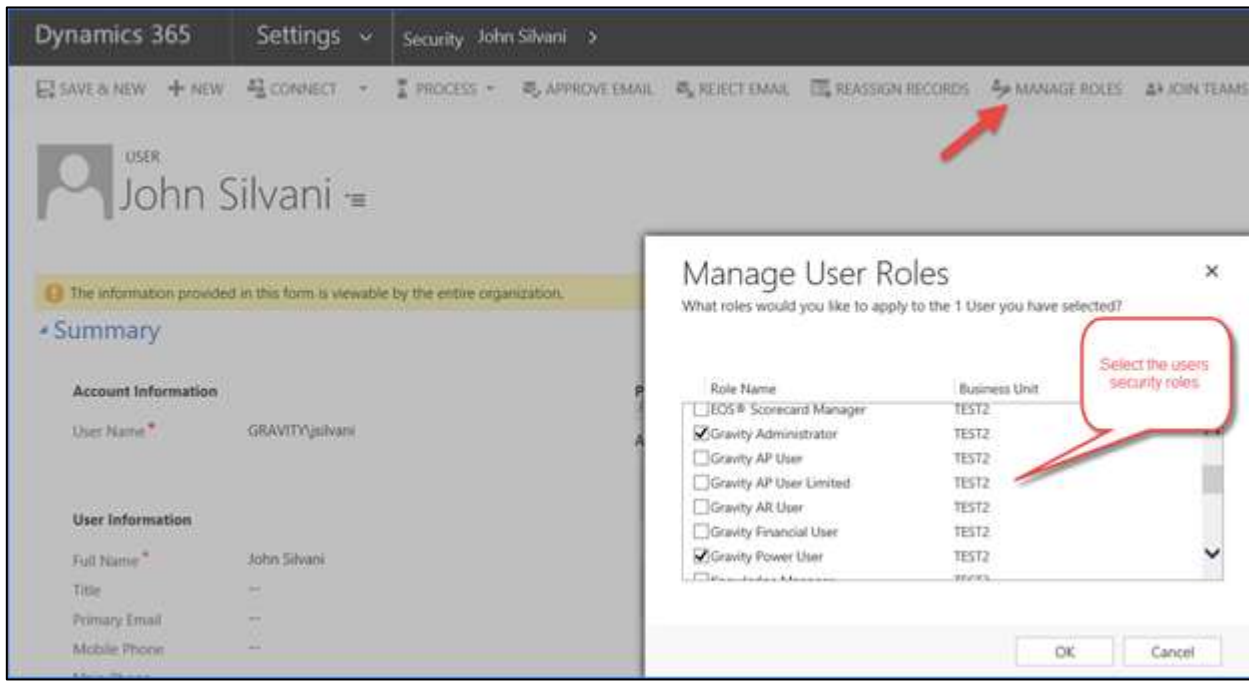 Dynamics 365 Settings Security John Silvani >
SAVE & NEW + NEW CONNECT PROCESS APPROVE EMAIL REJECT EMAIL REASSIGN RECORDS MANAGE ROLES JOIN TEAMS
USER
John Silvani
The information provided in this form is viewable by the entire organization.
Summary
Account Information
User Name * GRAVITY\jsilvani
User Information
Full Name * John Silvani
Title --
Primary Email --
Mobile Phone --
Manage User Roles
What roles would you like to apply to the 1 User you have selected?
Select the users
security roles
Role Name Business Unit
EOS® Scorecard Manager TEST2
Gravity Administrator TEST2
Gravity AP User TEST2
Gravity AP User Limited TEST2
Gravity AR User TEST2
Gravity Financial User TEST2
Gravity Power User TEST2
OK Cancel